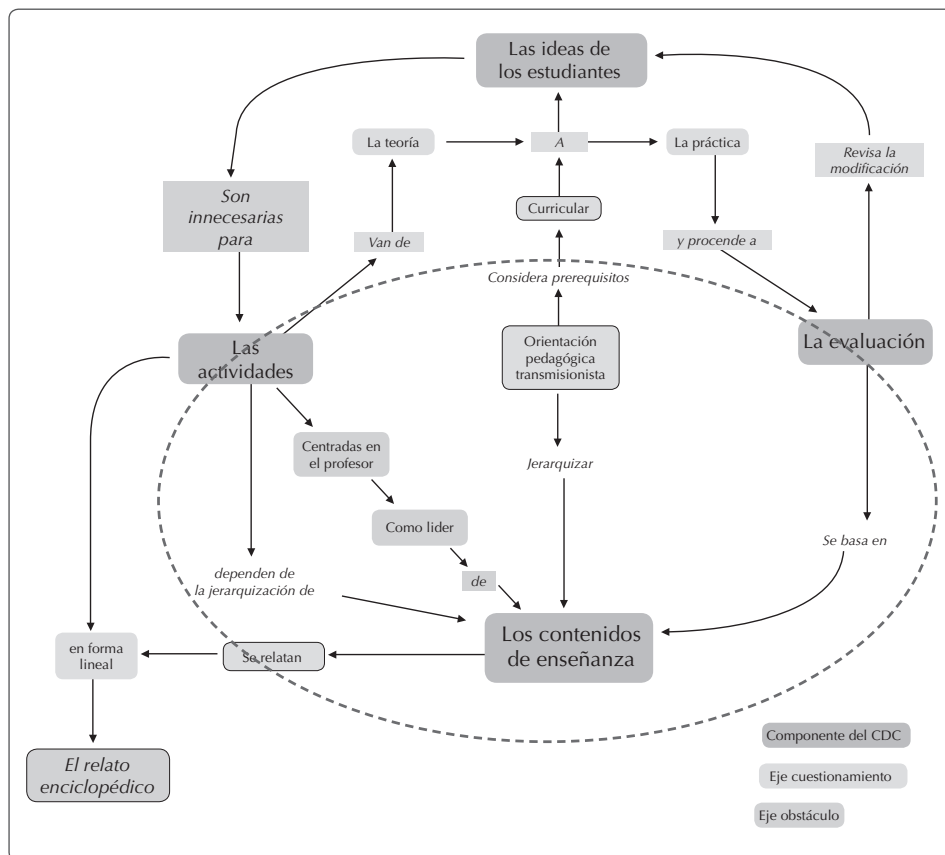 Las ideas de
los estudiantes
La teoría
A
La práctica
Revisa la
modificación
Son
innecesarias
para
Curricular
Van de
y procende a
Considera prerequisitos
Las
actividades
Orientación
pedagógica
transmisionista
La evaluación
Centradas en
el profesor
Jerarquizar
Como lider
Se basa en
dependen de
la jerarquización de
de
Los contenidos
de enseñanza
en forma
lineal
Se relatan
El relato
enciclopédico
Componente del CDC
Eje cuestionamiento
Eje obstáculo